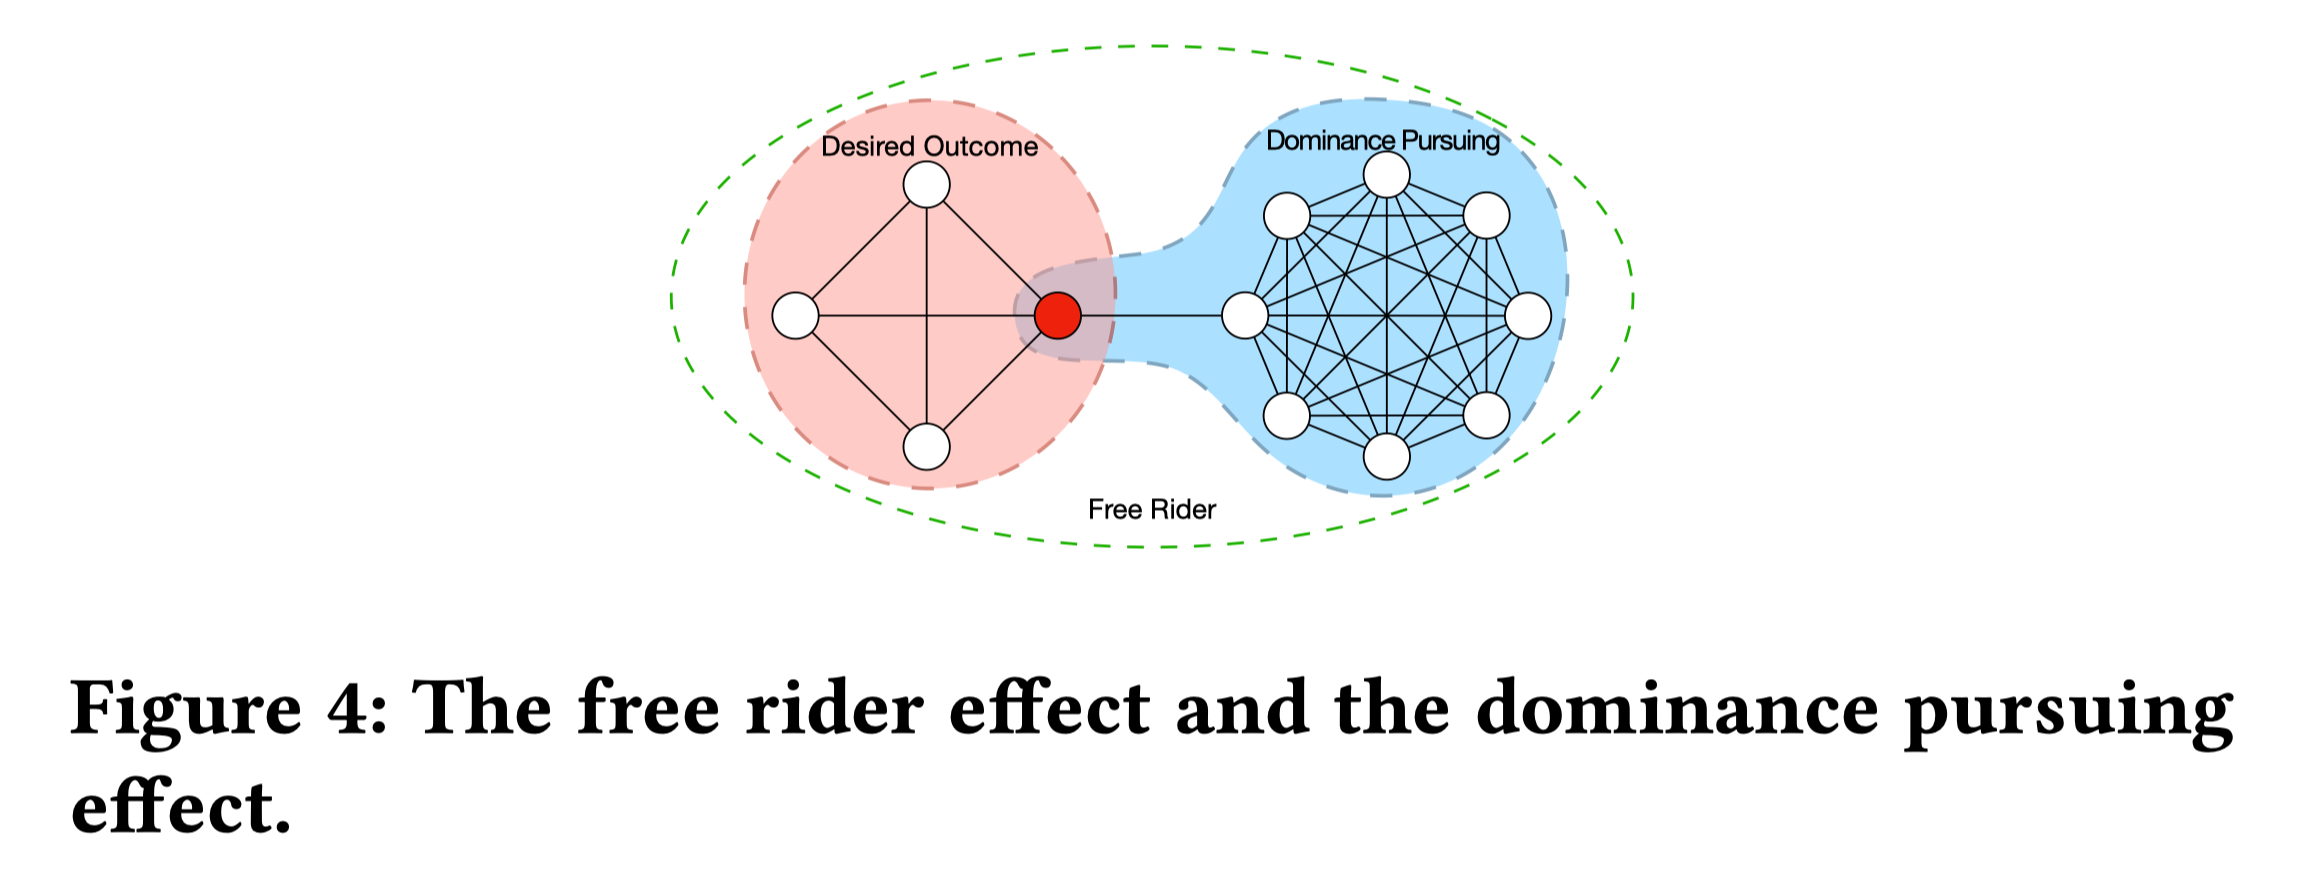 Desired Outcome
Dominance Pursuing
Free Rider
Figure 4: The free rider effect and the dominance pursuing
effect.